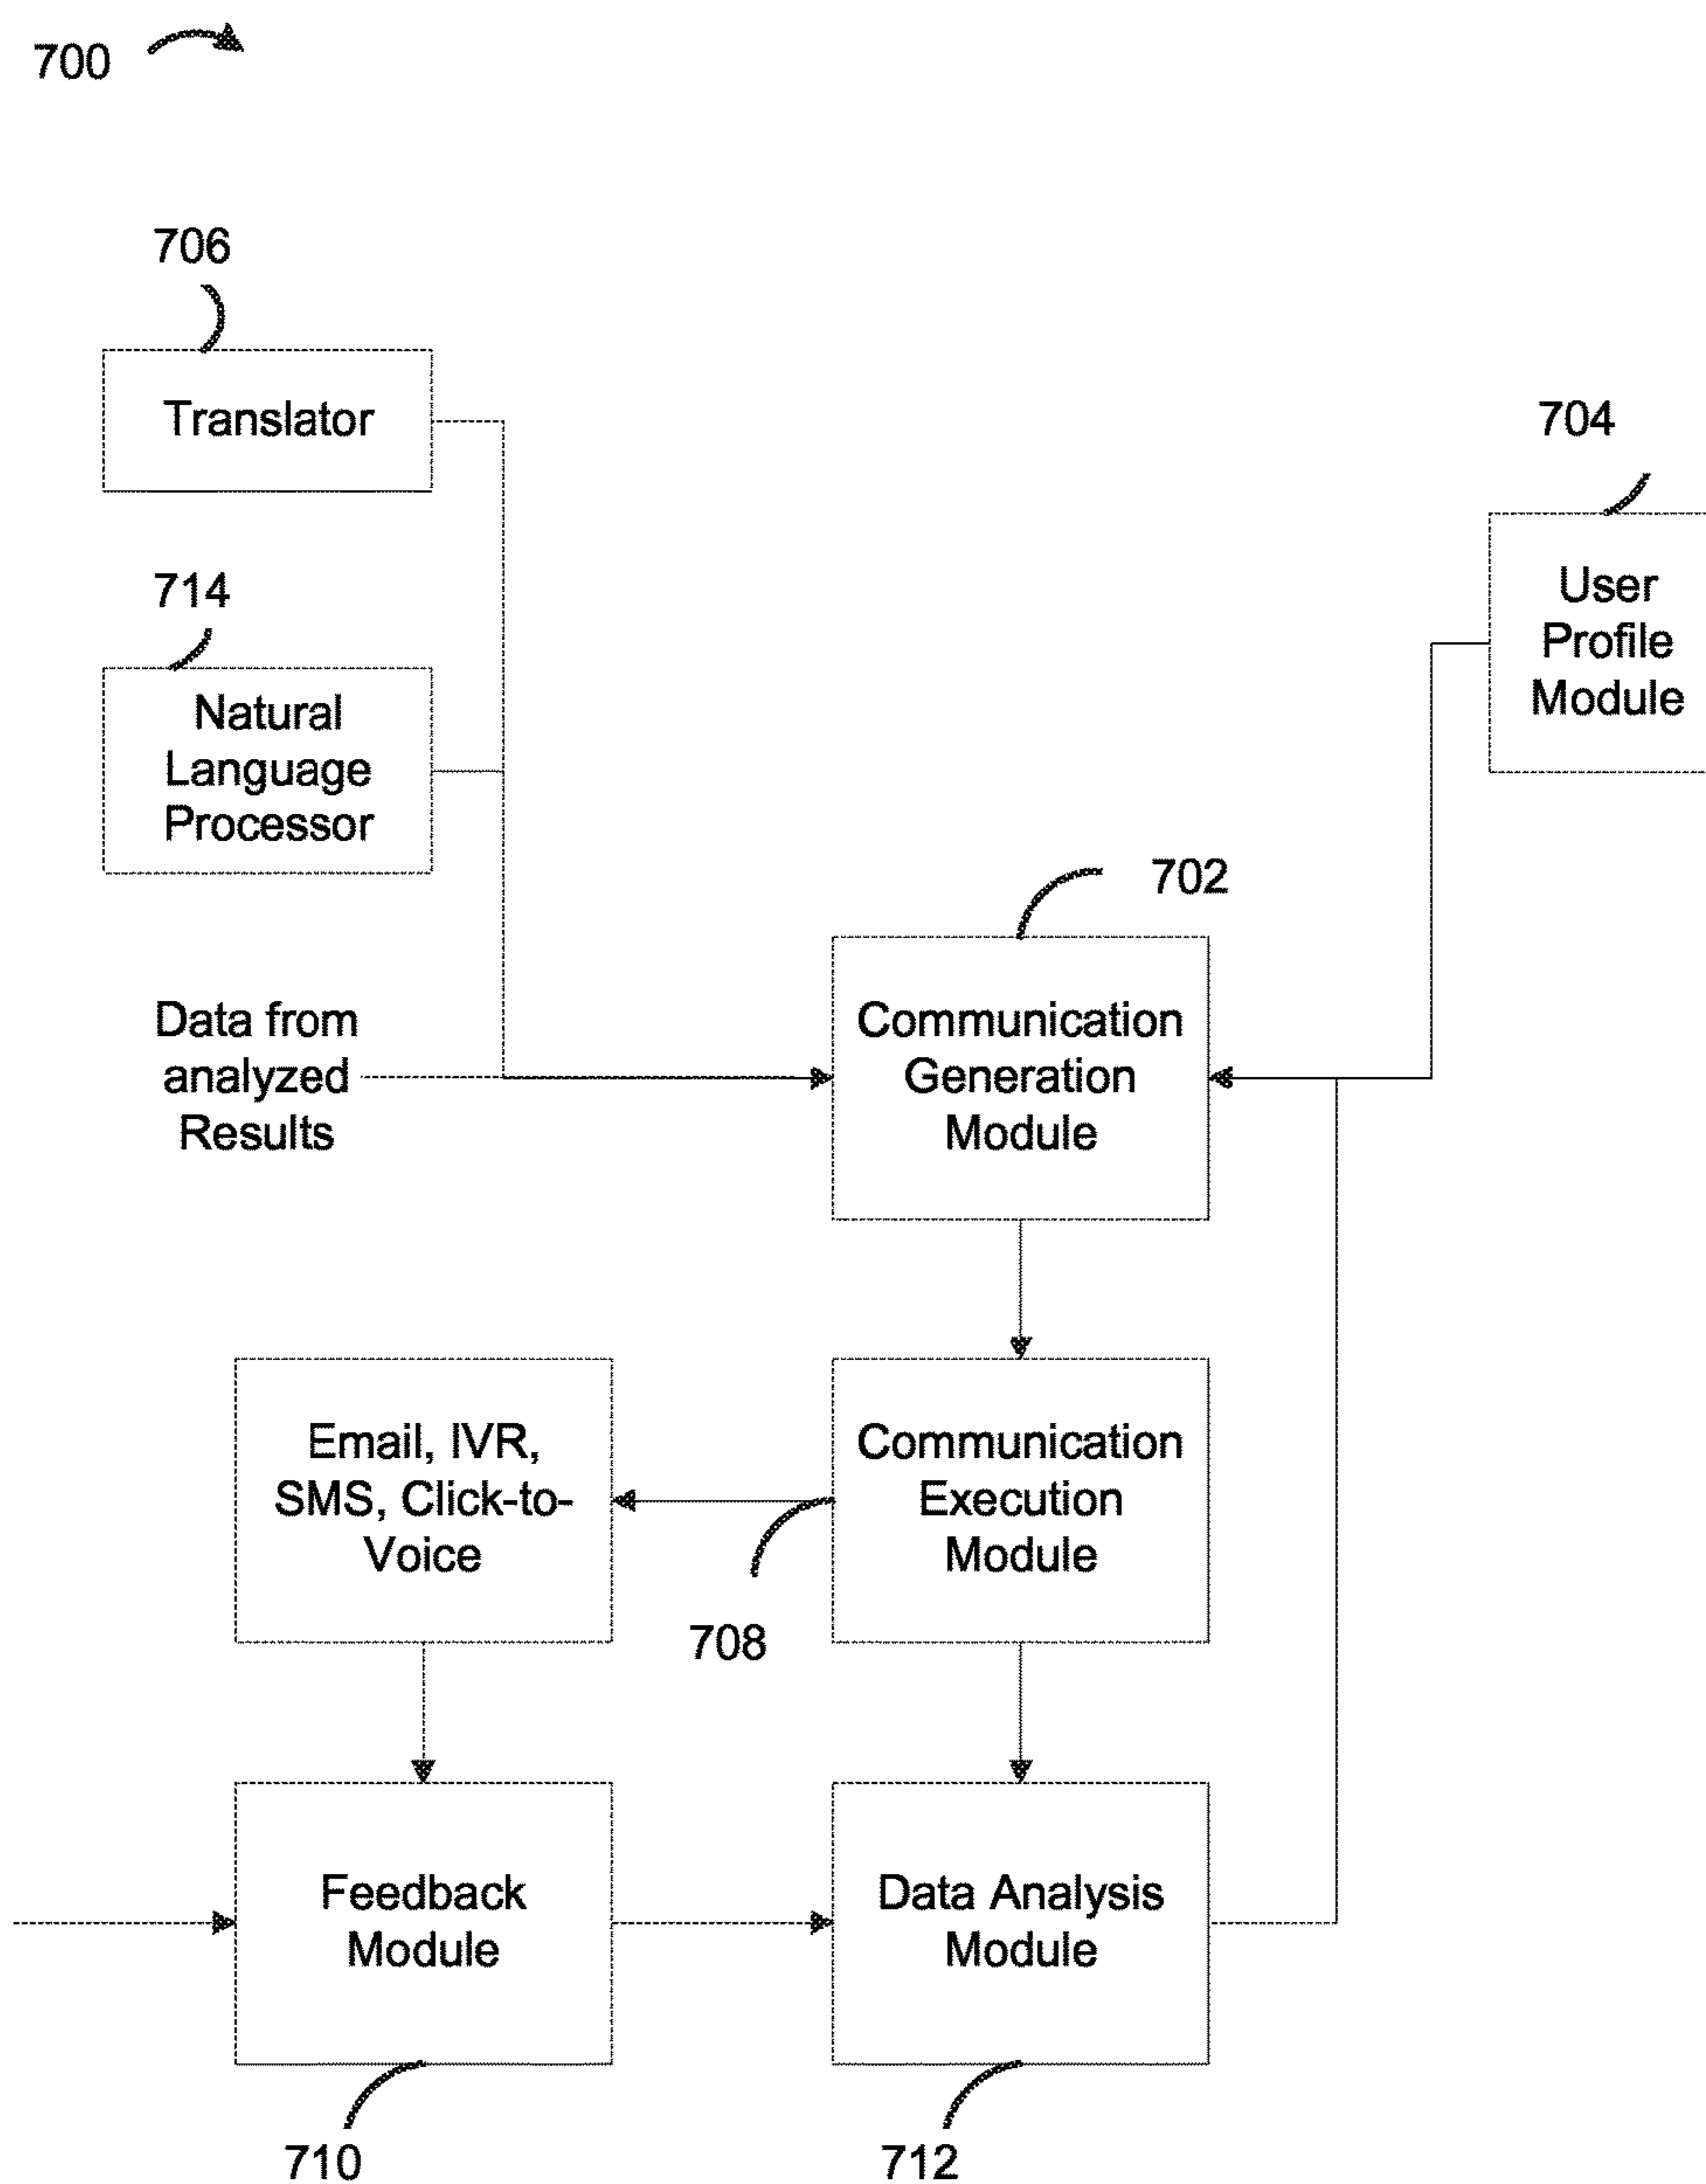 700
706
Translator
704
User
Profile
Module
714
Natural
Language
Processor
702
Data from
analyzed
Results
Communication
Generation
Module
Email, IVR,
SMS, Click-to-
Voice
Communication
Execution
Module
708
Feedback
Module
Data Analysis
Module
710
712